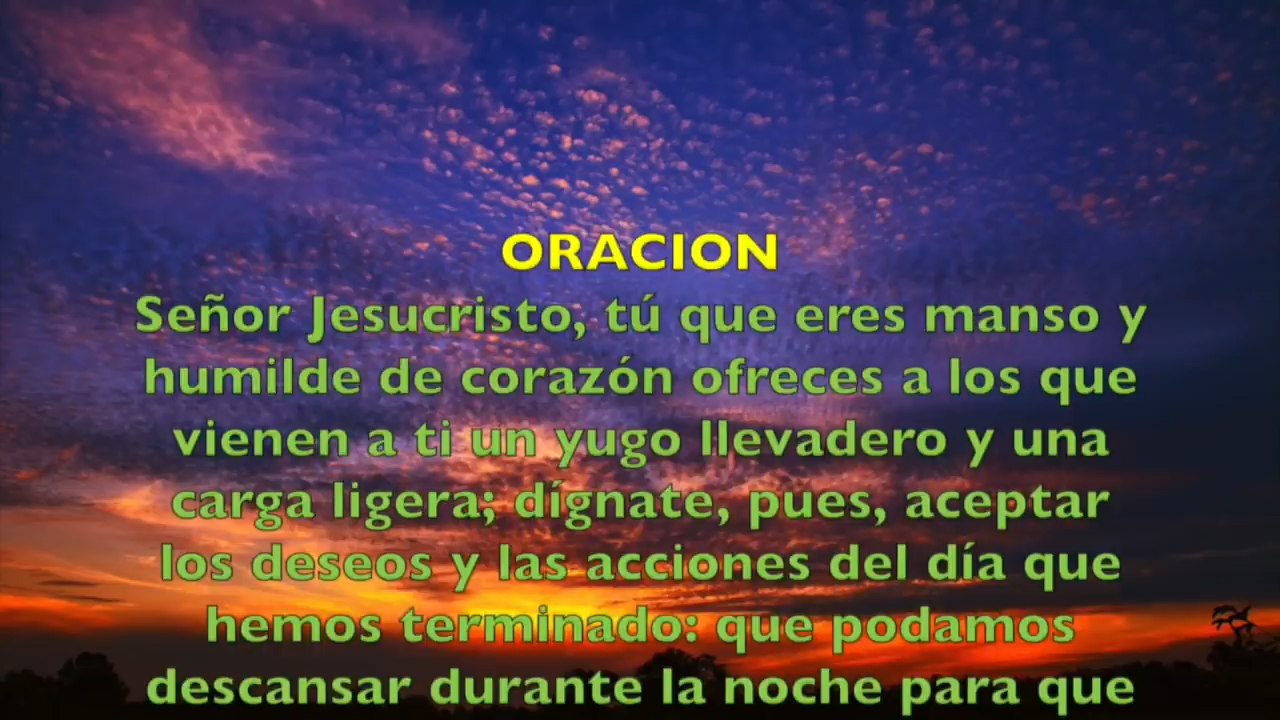 ORACION
Señor Jesucristo, tú que eres manso y
humilde de corazón ofreces a los que
vienen a ti un yugo llevadero y una
carga ligera; dígnate, pues, aceptar
los deseos y las acciones del día que
hemos terminado: que podamos
descansar durante la noche para que